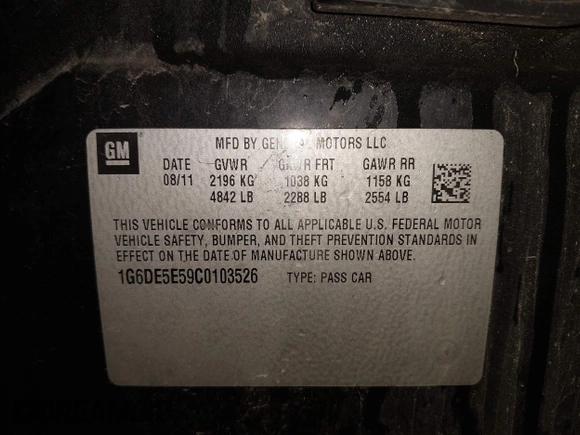 GM
MFD BY GENERAL MOTORS LLC
DATE GVWR GAWR FRT GAWR RR
08/11 2196 KG 1038 KG 1158 KG
4842 LB 2288 LB 2554 LB
THIS VEHICLE CONFORMS TO ALL APPLICABLE U.S. FEDERAL MOTOR
VEHICLE SAFETY, BUMPER, AND THEFT PREVENTION STANDARDS IN
EFFECT ON THE DATE OF MANUFACTURE SHOWN ABOVE.
1G6DE5E59C0103526 TYPE: PASS CAR